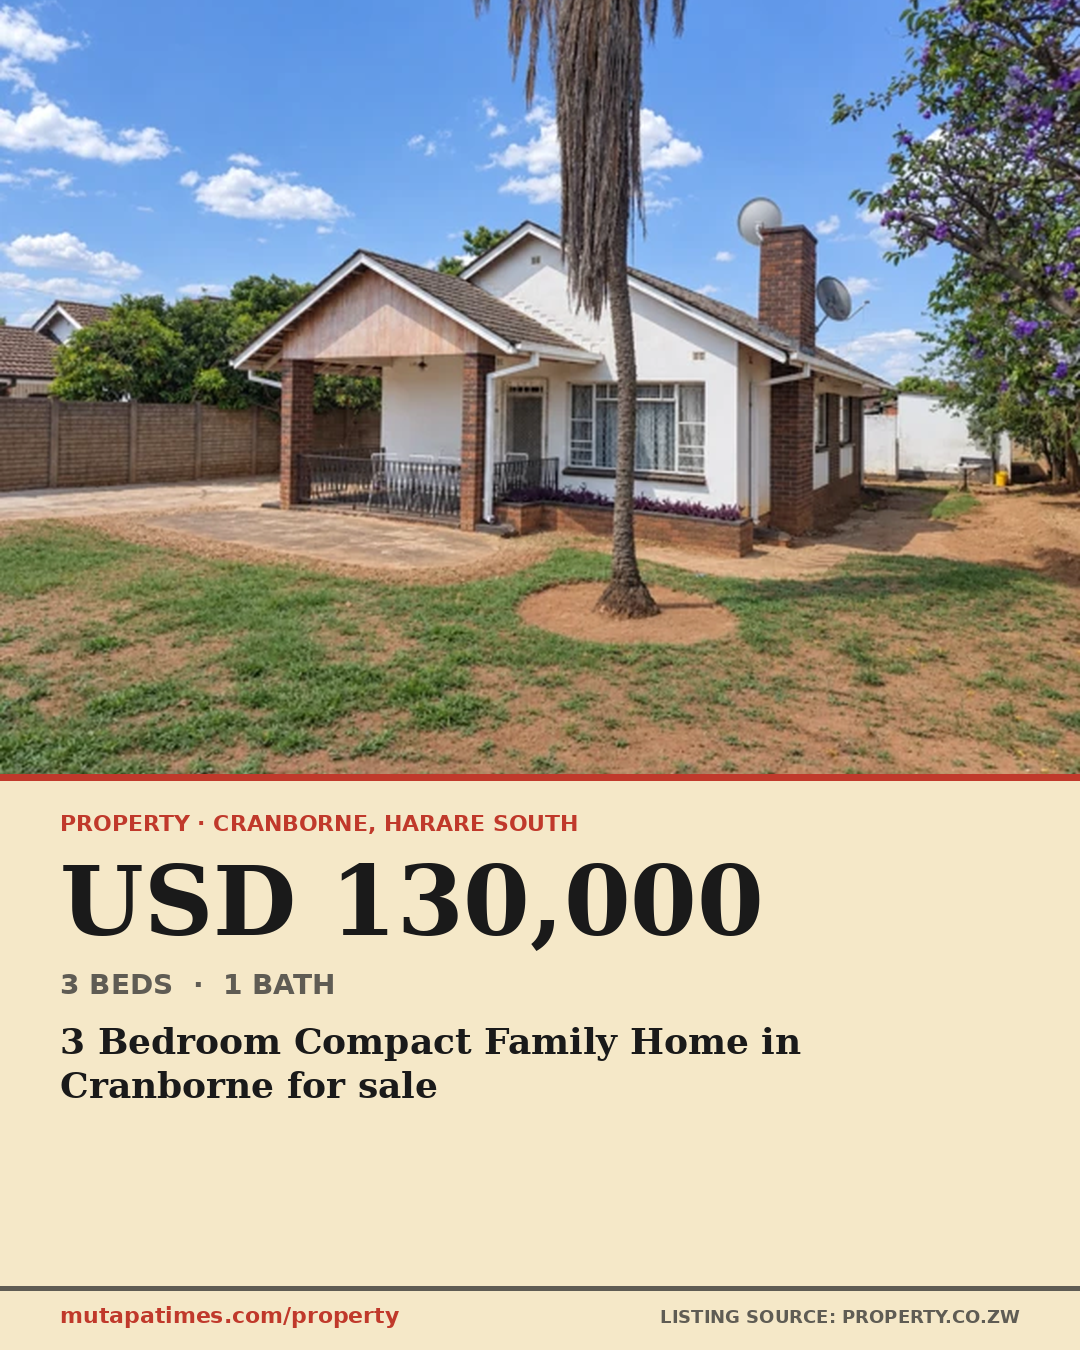 PROPERTY · CRANBORNE, HARARE SOUTH
USD 130,000
3 BEDS · 1 BATH
3 Bedroom Compact Family Home in
Cranborne for sale
mutapatimes.com/property
LISTING SOURCE: PROPERTY.CO.ZW